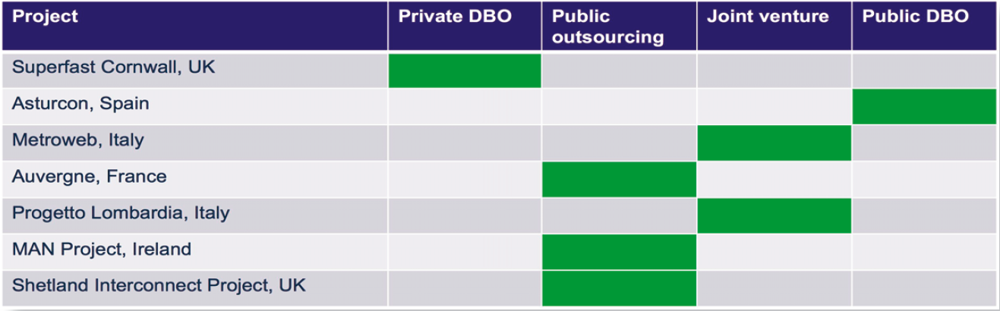 Project Private DBO Public outsourcing Joint venture Public DBO
Superfast Cornwall, UK
Asturcon, Spain
Metroweb, Italy
Auvergne, France
Progetto Lombardia, Italy
MAN Project, Ireland
Shetland Interconnect Project, UK